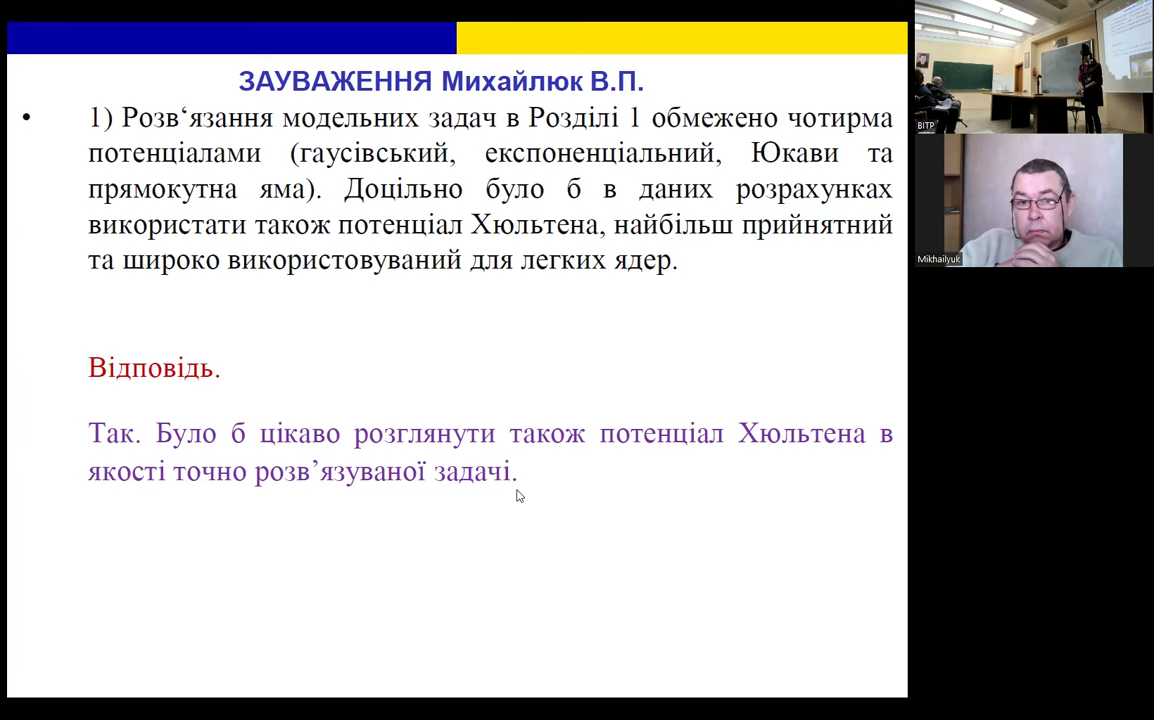 ЗАУВАЖЕННЯ Михайлюк В.П.
• 1) Розв‘язання модельних задач в Розділі 1 обмежено чотирма
потенціалами (гаусівський, експоненціальний, Юкави та
прямокутна яма). Доцільно було б в даних розрахунках
використати також потенціал Хюльтена, найбільш прийнятний
та широко використовуваний для легких ядер.
Відповідь.
Так. Було б цікаво розглянути також потенціал Хюльтена в
якості точно розв’язуваної задачі.
ВІТР
Mikhailyuk